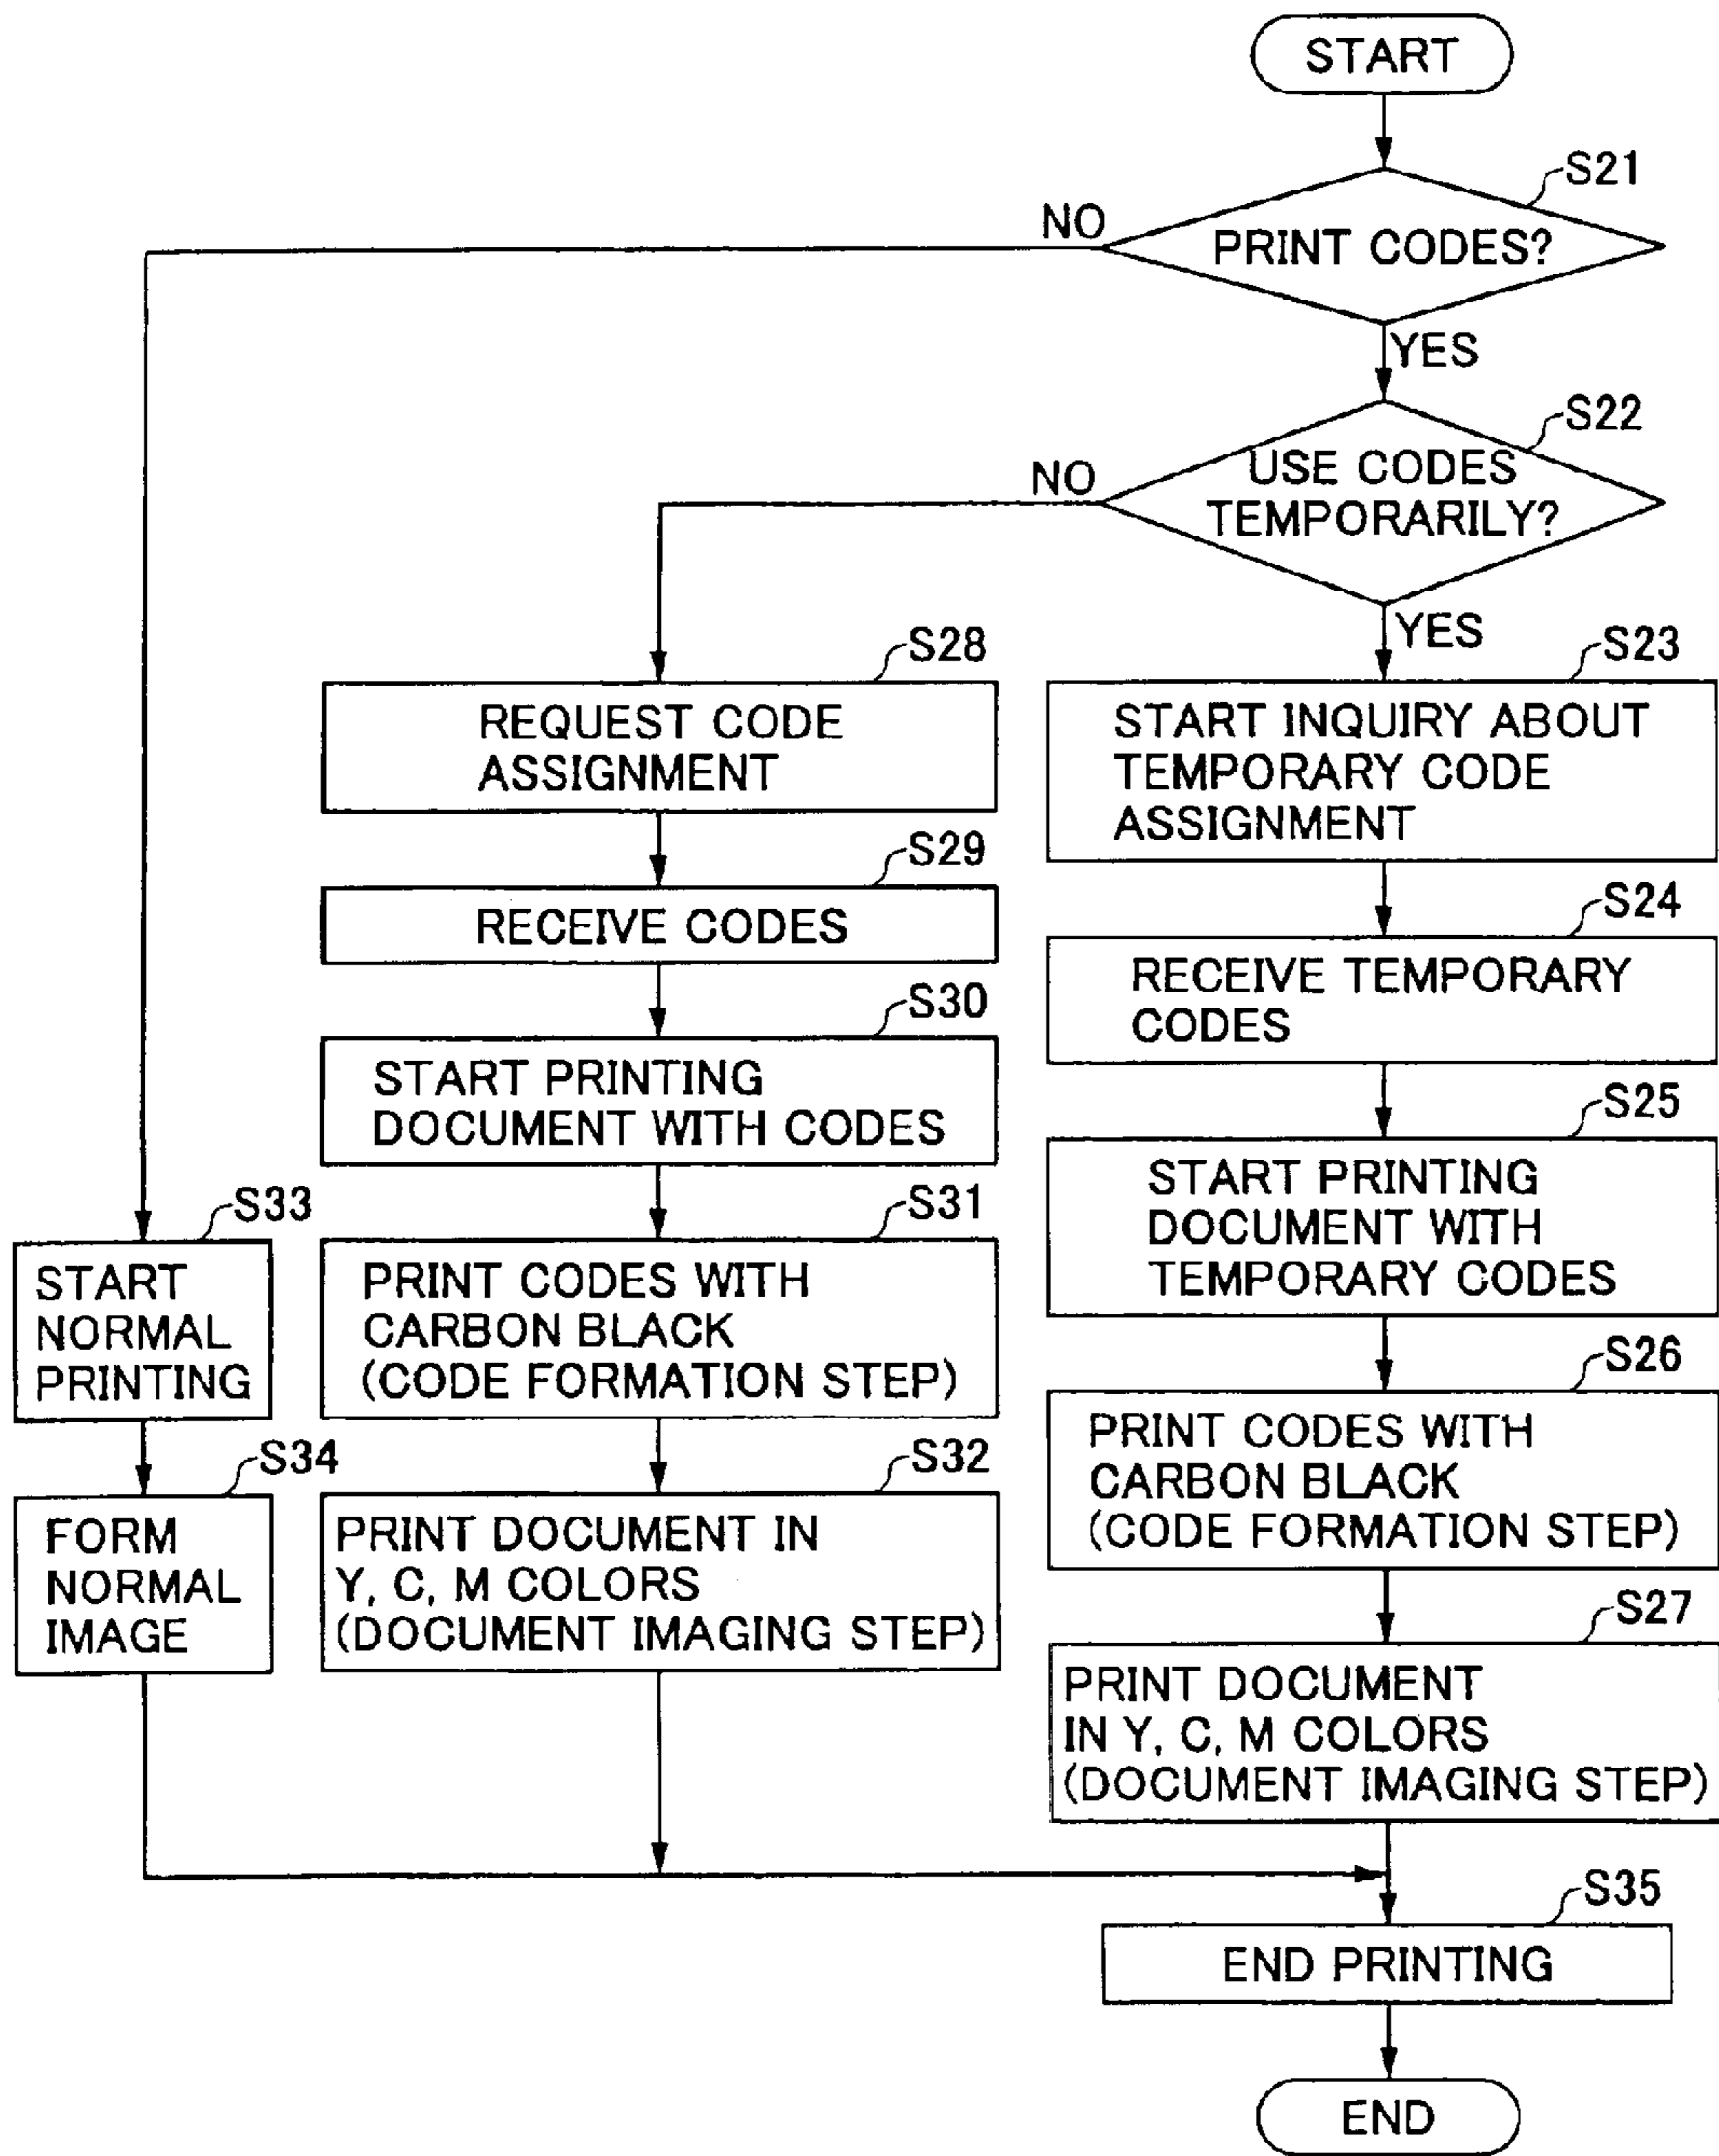 START
S21
NO
PRINT CODES?
YES
S22
NO
USE CODES
TEMPORARILY?
YES
S28
REQUEST CODE
ASSIGNMENT
S23
START INQUIRY ABOUT
TEMPORARY CODE
ASSIGNMENT
S29
RECEIVE CODES
S24
RECEIVE TEMPORARY
CODES
S30
START PRINTING
DOCUMENT WITH CODES
S25
START PRINTING
DOCUMENT WITH
TEMPORARY CODES
S33
START
NORMAL
PRINTING
S31
PRINT CODES WITH
CARBON BLACK
(CODE FORMATION STEP)
S26
PRINT CODES WITH
CARBON BLACK
(CODE FORMATION STEP)
S34
FORM
NORMAL
IMAGE
S32
PRINT DOCUMENT IN
Y, C, M COLORS
(DOCUMENT IMAGING STEP)
S27
PRINT DOCUMENT
IN Y, C, M COLORS
(DOCUMENT IMAGING STEP)
S35
END PRINTING
END